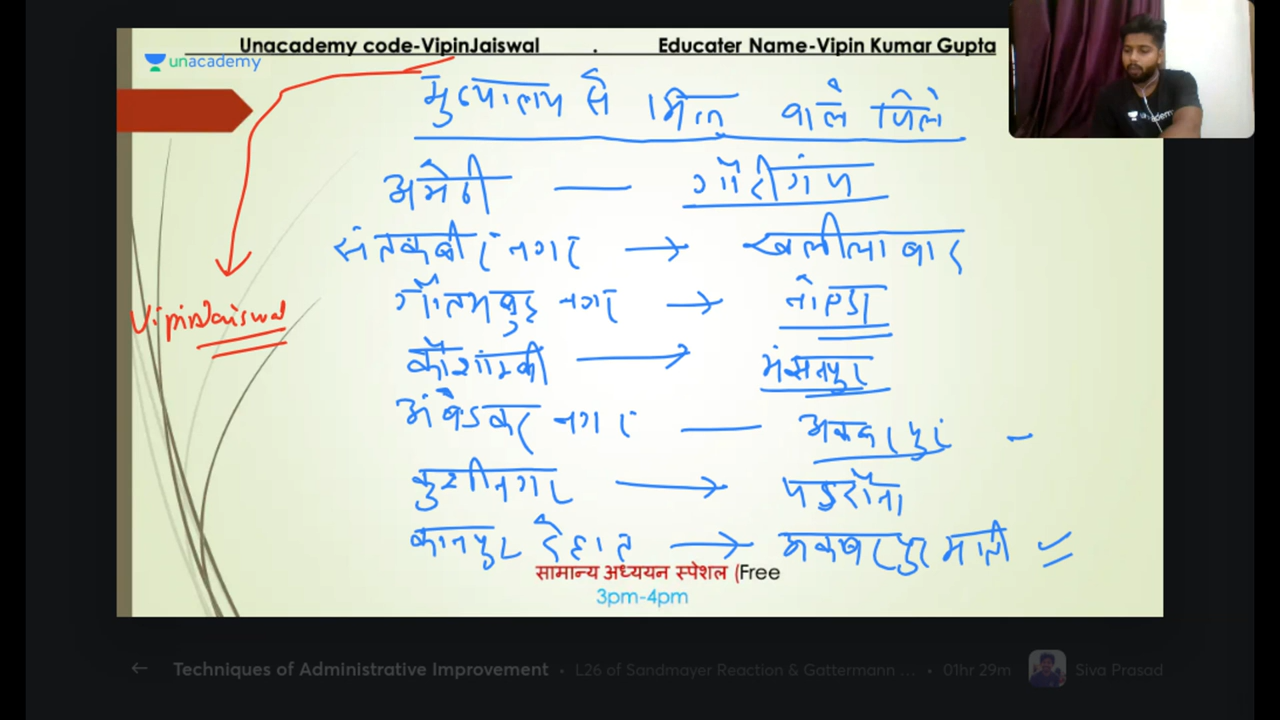 Unacademy code-VipinJaiswal . Educater Name-Vipin Kumar Gupta
unacademy
मुख्यालय से भिन्न वाले जिले
अमेठी — गौरीगंज
संतकबीर नगर → खलीलाबाद
गौतमबुद्ध नगर → नोएडा
VipinJaiswal
कौशाम्बी → मंझनपुर
अंबेडकर नगर — अकबरपुर -
कुशीनगर → पडरौना
कानपुर देहात → अकबरपुर माती
सामान्य अध्ययन स्पेशल (Free
3pm-4pm
← Techniques of Administrative Improvement • L26 of Sandmayer Reaction & Gattermann ... • 01hr 29m Siva Prasad